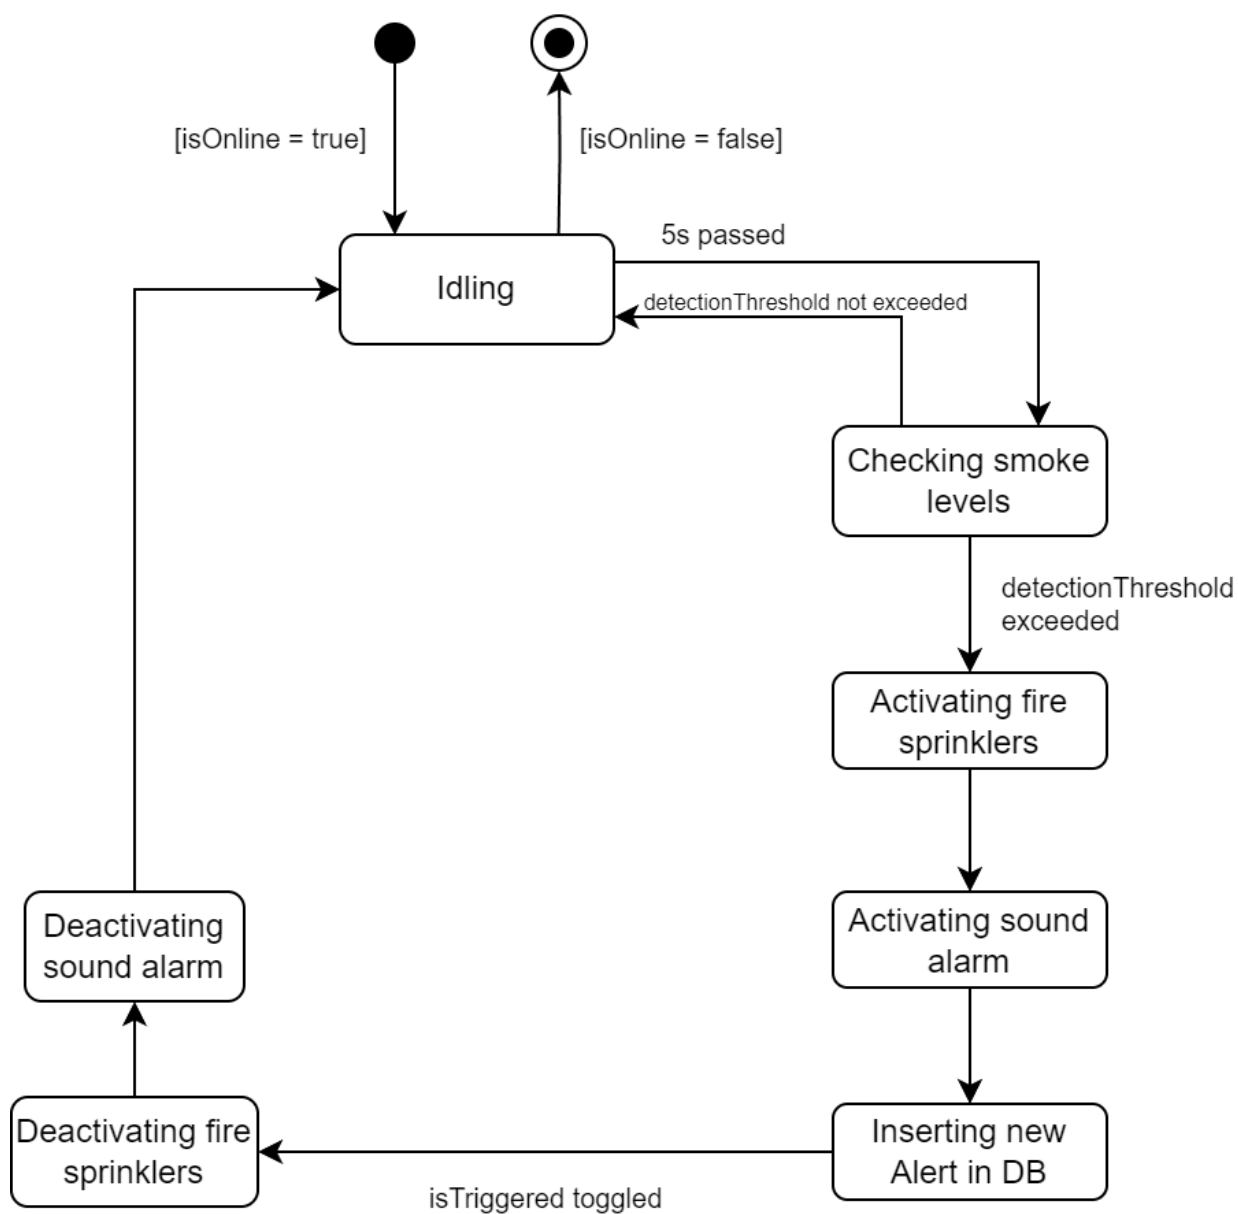 [isOnline = true]
[isOnline = false]
5s passed
Idling
detectionThreshold not exceeded
Checking smoke
levels
detectionThreshold
exceeded
Activating fire
sprinklers
Activating sound
alarm
Deactivating
sound alarm
Inserting new
Alert in DB
Deactivating fire
sprinklers
isTriggered toggled